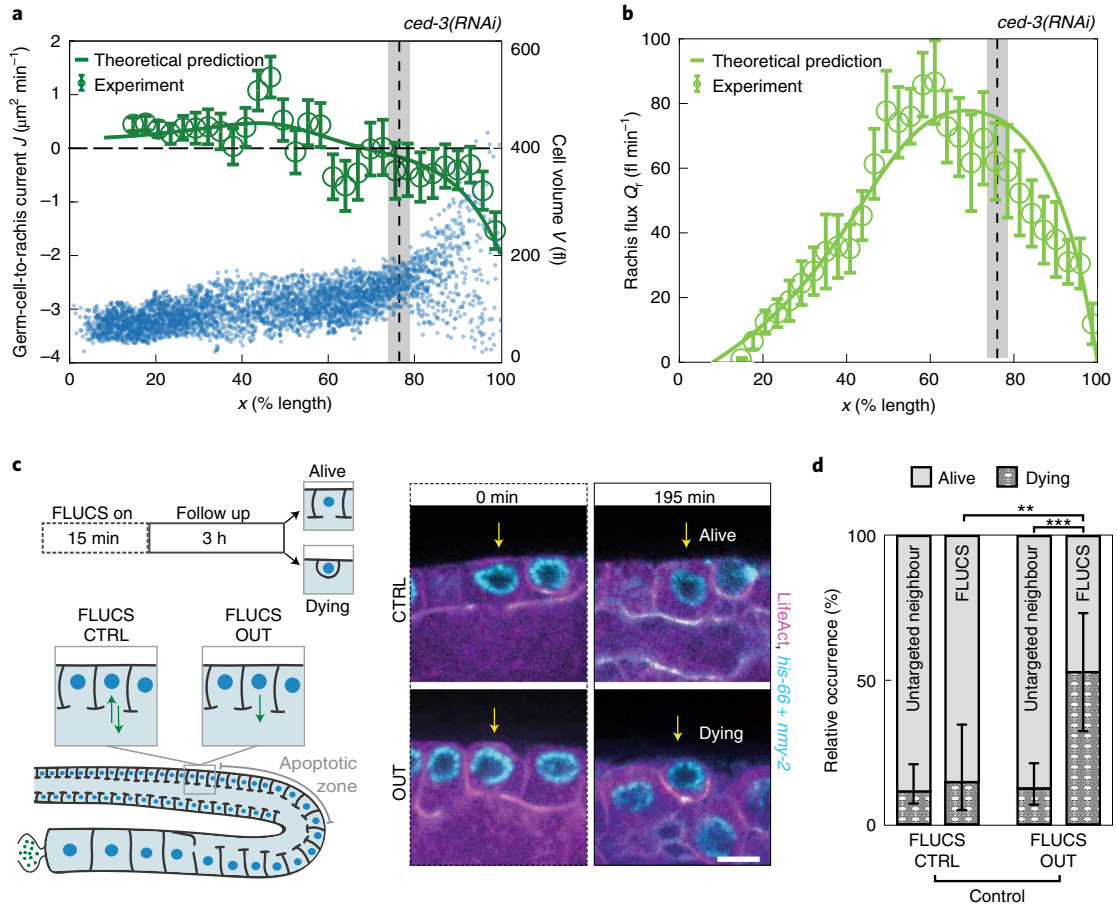 a
ced-3(RNAi)
Theoretical prediction
Experiment
Germ-cell-to-rachis current J (μm² min⁻¹)
1
0
−1
−2
−3
−4
600
400
200
0
Cell volume V (fl)
0 20 40 60 80 100
x (% length)
b
ced-3(RNAi)
Theoretical prediction
Experiment
Rachis flux Qr (fl min⁻¹)
100
80
60
40
20
0
0 20 40 60 80 100
x (% length)
c
FLUCS on
15 min
Follow up
3 h
Alive
Dying
FLUCS
CTRL
FLUCS
OUT
Apoptotic
zone
0 min
195 min
CTRL
Alive
OUT
Dying
LifeAct, his-66 + nmy-2
d
Alive
Dying
**
***
Relative occurrence (%)
100
50
0
Untargeted neighbour
FLUCS
Untargeted neighbour
FLUCS
FLUCS
CTRL
FLUCS
OUT
Control